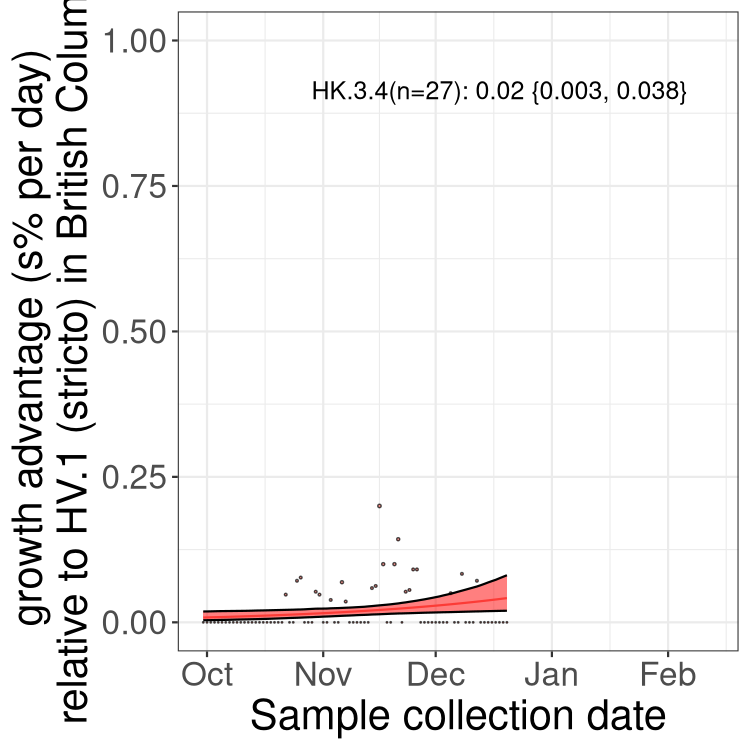 growth advantage (s% per day)
relative to HV.1 (stricto) in British Colum
1.00
0.75
0.50
0.25
0.00
HK.3.4(n=27): 0.02 {0.003, 0.038}
Oct Nov Dec Jan Feb
Sample collection date